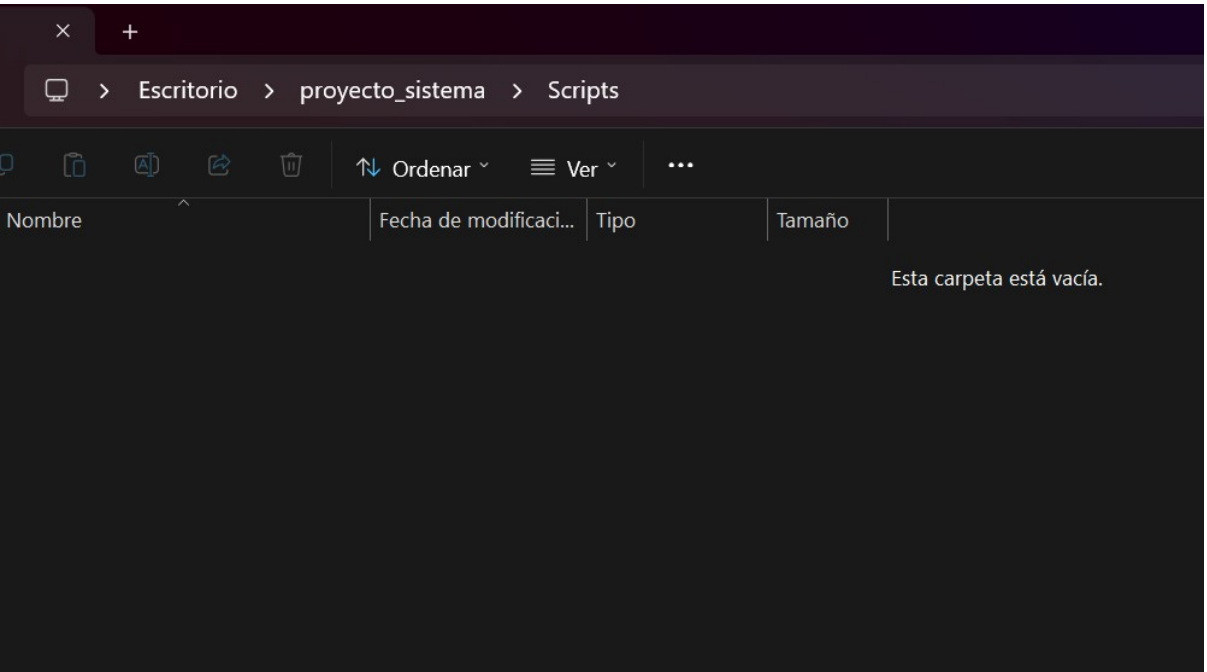 Escritorio > proyecto_sistema > Scripts
Ordenar Ver ...
Nombre Fecha de modificaci... Tipo Tamaño
Esta carpeta está vacía.